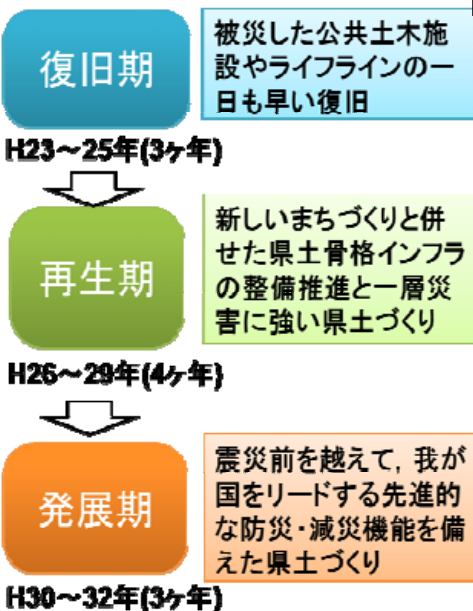 復旧期
被災した公共土木施
設やライフラインの一
日も早い復旧
H23～25年(3ヶ年)
再生期
新しいまちづくりと併
せた県土骨格インフラ
の整備推進と一層災
害に強い県土づくり
H26～29年(4ヶ年)
発展期
震災前を越えて，我が
国をリードする先進的
な防災・減災機能を備
えた県土づくり
H30～32年(3ヶ年)